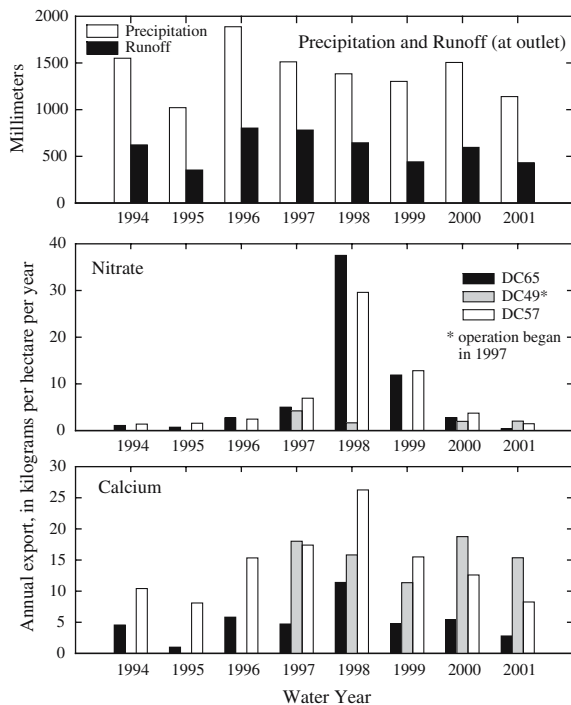 2000
1500
1000
500
0
Millimeters
Precipitation
Runoff
Precipitation and Runoff (at outlet)
1994 1995 1996 1997 1998 1999 2000 2001
Annual export, in kilograms per hectare per year
40
30
20
10
0
Nitrate
DC65
DC49*
DC57
* operation began
in 1997
1994 1995 1996 1997 1998 1999 2000 2001
30
25
20
15
10
5
0
Calcium
1994 1995 1996 1997 1998 1999 2000 2001
Water Year